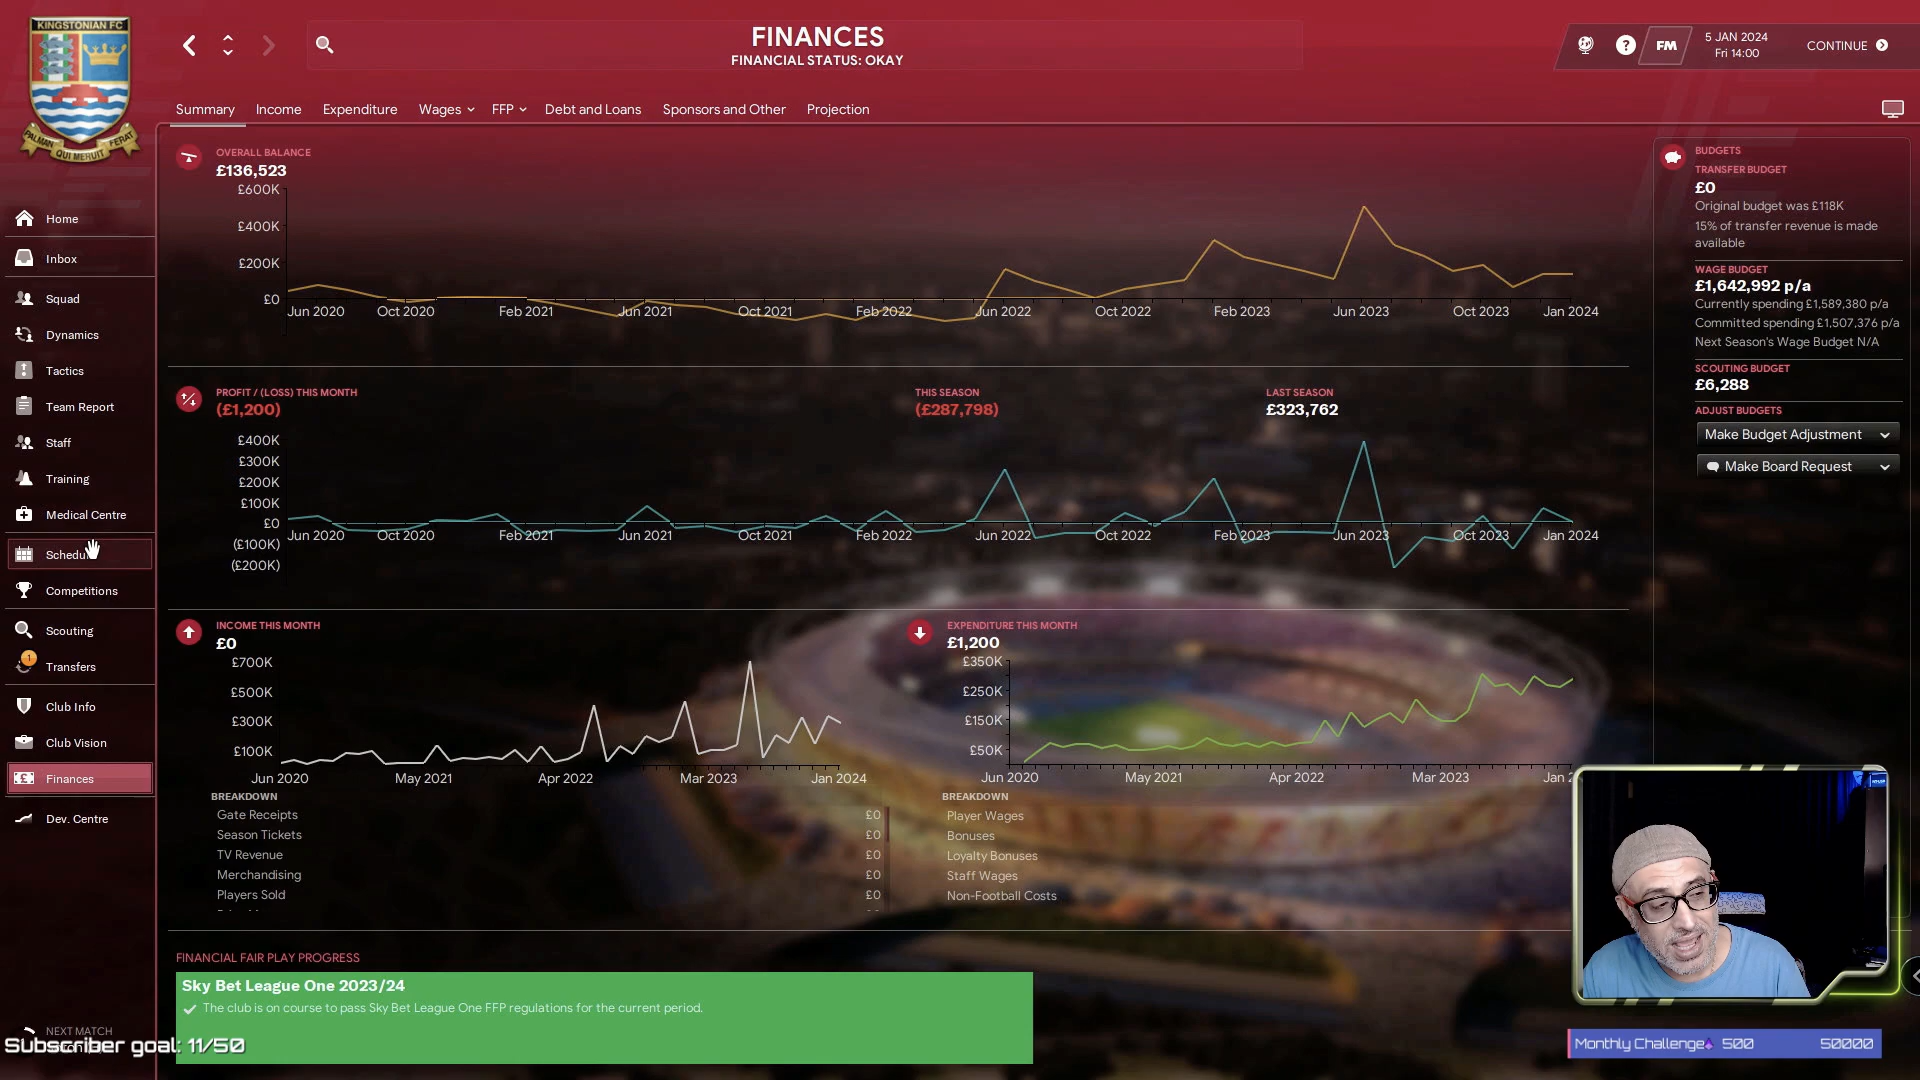 KINGSTONIAN FC
PALMAM QUI MERUIT FERAT
FINANCES
FINANCIAL STATUS: OKAY
?
FM
5 JAN 2024
Fri 14:00
CONTINUE
Summary
Income
Expenditure
Wages
FFP
Debt and Loans
Sponsors and Other
Projection
Home
Inbox
Squad
Dynamics
Tactics
Team Report
Staff
Training
Medical Centre
Competitions
Scouting
1
Transfers
Club Info
Club Vision
Finances
Dev. Centre
NEXT MATCH
Subscriber goal: 11/50
OVERALL BALANCE
£136,523
£600K
£400K
£200K
£0
Jun 2020
Oct 2020
Feb 2021
Jun 2021
Oct 2021
Feb 2022
Jun 2022
Oct 2022
Feb 2023
Jun 2023
Oct 2023
Jan 2024
PROFIT / (LOSS) THIS MONTH
(£1,200)
THIS SEASON
(£287,798)
LAST SEASON
£323,762
£400K
£300K
£200K
£100K
£0
(£100K)
(£200K)
Jun 2020
Oct 2020
Feb 2021
Jun 2021
Oct 2021
Feb 2022
Jun 2022
Oct 2022
Feb 2023
Jun 2023
Oct 2023
Jan 2024
INCOME THIS MONTH
£0
£700K
£500K
£300K
£100K
Jun 2020
May 2021
Apr 2022
Mar 2023
Jan 2024
BREAKDOWN
Gate Receipts £0
Season Tickets £0
TV Revenue £0
Merchandising £0
Players Sold £0
EXPENDITURE THIS MONTH
£1,200
£350K
£250K
£150K
£50K
Jun 2020
May 2021
Apr 2022
Mar 2023
Jan 2
BREAKDOWN
Player Wages
Bonuses
Loyalty Bonuses
Staff Wages
Non-Football Costs
FINANCIAL FAIR PLAY PROGRESS
Sky Bet League One 2023/24
The club is on course to pass Sky Bet League One FFP regulations for the current period.
BUDGETS
TRANSFER BUDGET
£0
Original budget was £118K
15% of transfer revenue is made
available
WAGE BUDGET
£1,642,992 p/a
Currently spending £1,589,380 p/a
Committed spending £1,507,376 p/a
Next Season's Wage Budget N/A
SCOUTING BUDGET
£6,288
ADJUST BUDGETS
Make Budget Adjustment
Make Board Request
Monthly Challenge 500 50000